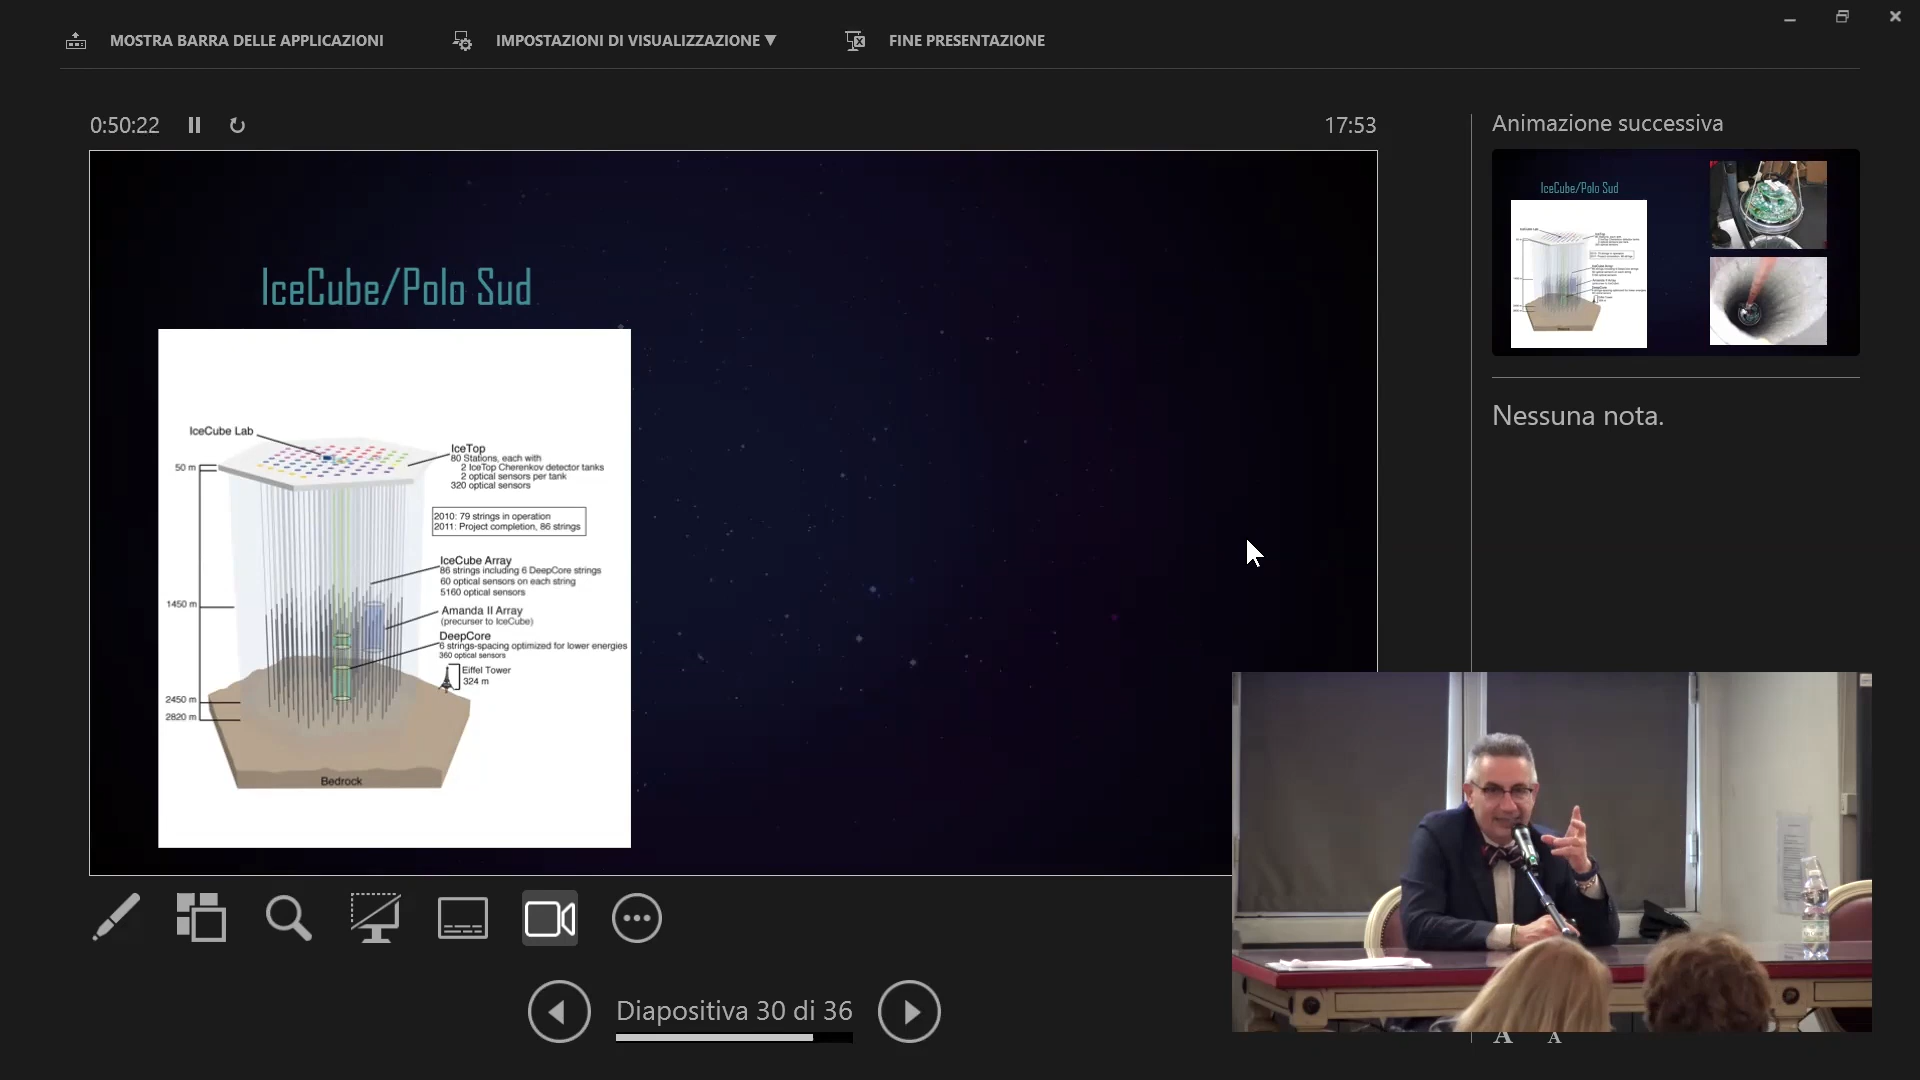 MOSTRA BARRA DELLE APPLICAZIONI
IMPOSTAZIONI DI VISUALIZZAZIONE ▼
FINE PRESENTAZIONE
0:50:22
17:53
IceCube/Polo Sud
IceCube Lab
50 m
1450 m
2450 m
2820 m
IceTop
80 Stations, each with
2 IceTop Cherenkov detector tanks
2 optical sensors per tank
320 optical sensors
2010: 79 strings in operation
2011: Project completion, 86 strings
IceCube Array
86 strings including 6 DeepCore strings
60 optical sensors on each string
5160 optical sensors
Amanda II Array
(precurser to IceCube)
DeepCore
6 strings-spacing optimized for lower energies
360 optical sensors
Eiffel Tower
324 m
Bedrock
Animazione successiva
IceCube/Polo Sud
Nessuna nota.
Diapositiva 30 di 36
A A